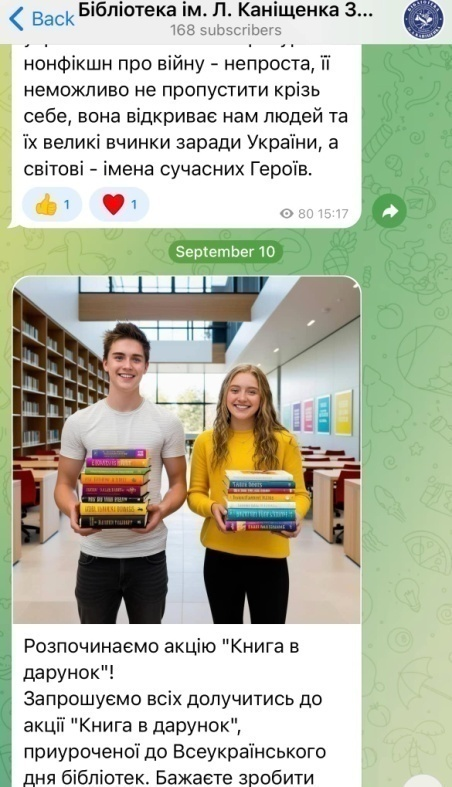 Back
Бібліотека ім. Л. Каніщенка З...
168 subscribers
нонфікшн про війну - непроста, її
неможливо не пропустити крізь
себе, вона відкриває нам людей та
їх великі вчинки заради України, а
світові - імена сучасних Героїв.
1
1
80 15:17
September 10
Розпочинаємо акцію "Книга в
дарунок"!
Запрошуємо всіх долучитись до
акції "Книга в дарунок",
приуроченої до Всеукраїнського
дня бібліотек. Бажаєте зробити